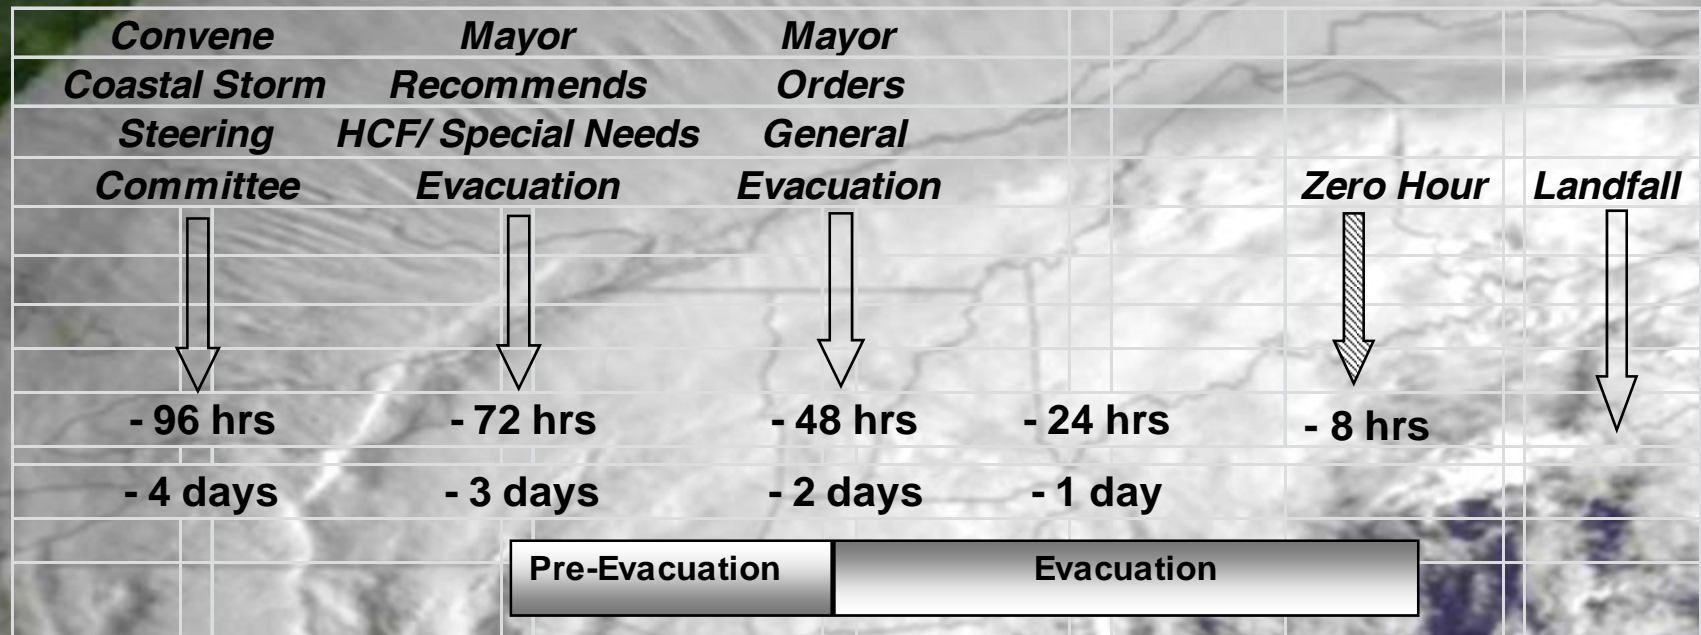 Convene
Coastal Storm
Steering
Committee
Mayor
Recommends
HCF/ Special Needs
Evacuation
Mayor
Orders
General
Evacuation
Zero Hour
Landfall
- 96 hrs
- 72 hrs
- 48 hrs
- 24 hrs
- 8 hrs
- 4 days
- 3 days
- 2 days
- 1 day
Pre-Evacuation
Evacuation